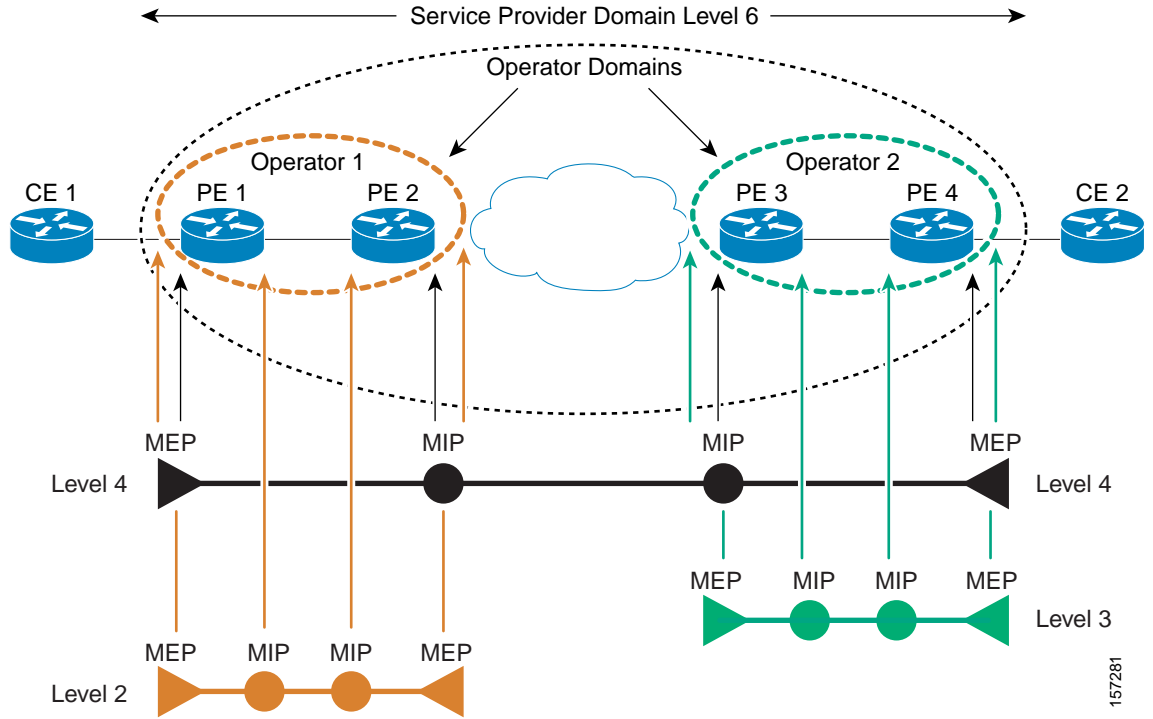 Service Provider Domain Level 6
Operator Domains
Operator 1
Operator 2
CE 1
PE 1
PE 2
PE 3
PE 4
CE 2
MEP
MIP
MIP
MEP
Level 4
Level 4
MEP
MIP
MIP
MEP
Level 3
MEP
MIP
MIP
MEP
Level 2
157281